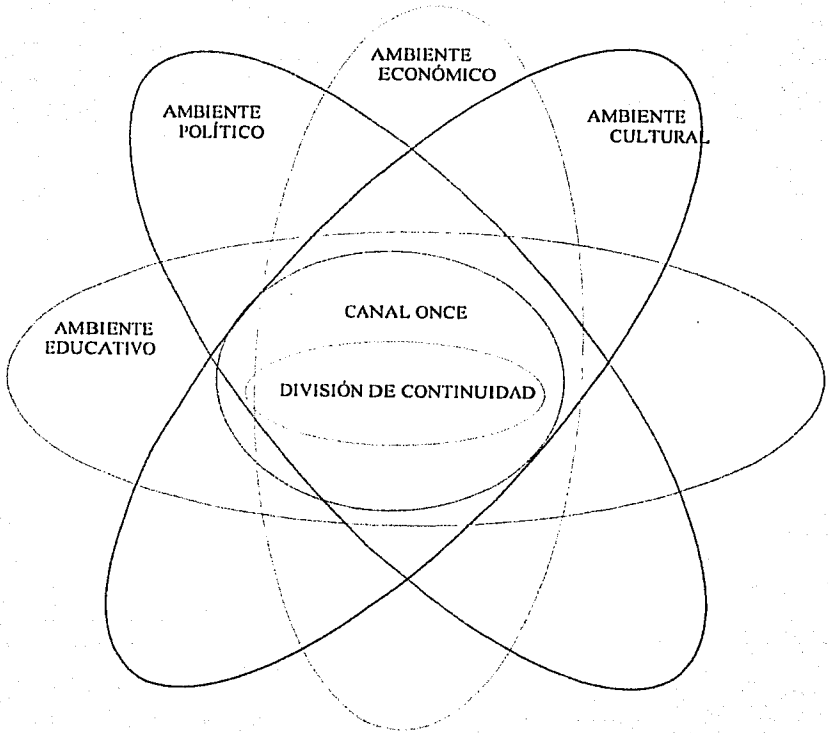 AMBIENTE
ECONÓMICO
AMBIENTE
POLÍTICO
AMBIENTE
CULTURAL
CANAL ONCE
AMBIENTE
EDUCATIVO
DIVISIÓN DE CONTINUIDAD